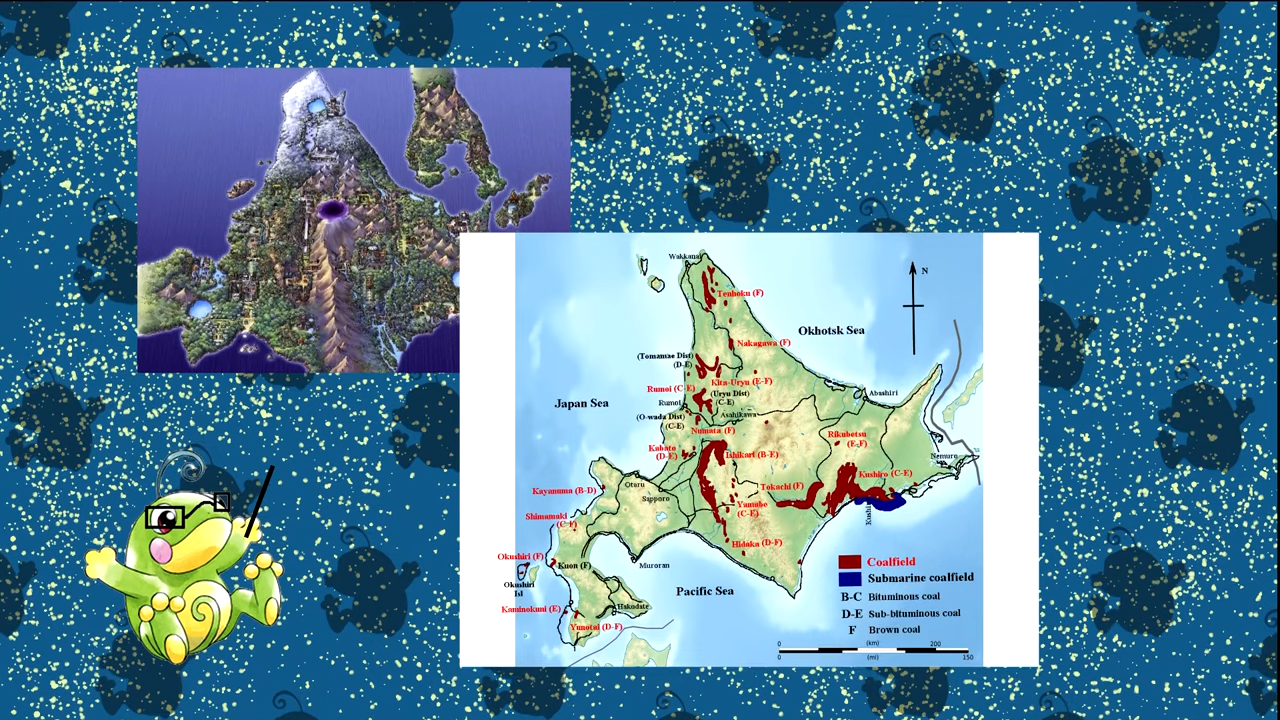 Wakkanai
Tenhoku (F)
N
Okhotsk Sea
Nakagawa (F)
(Tomamae Dist)
(D-E)
Kita-Uryu (E-F)
Rumoi (C-E)
(Uryu Dist)
(C-E)
Abashiri
Japan Sea
Rumoi
(O-wada Dist)
(C-E)
Asahikawa
Numata (F)
Rikubetsu
(E-F)
Kabato
(D-E)
Ishikari (B-E)
Nemuro
Kushiro (C-E)
Otaru
Tokachi (F)
Kayanuma (B-D)
Sapporo
Yamabo
(C-E)
Shimamaki
(C-F)
Hidaka (D-F)
Okushiri (F)
Kuon (F)
Muroran
Coalfield
Okushiri
Isl
Submarine coalfield
Pacific Sea
B-C Bituminous coal
Kaminokuni (E)
Hakodate
D-E Sub-bituminous coal
Yunotai (D-F)
F Brown coal
0 (km) 200
0 (mi) 150